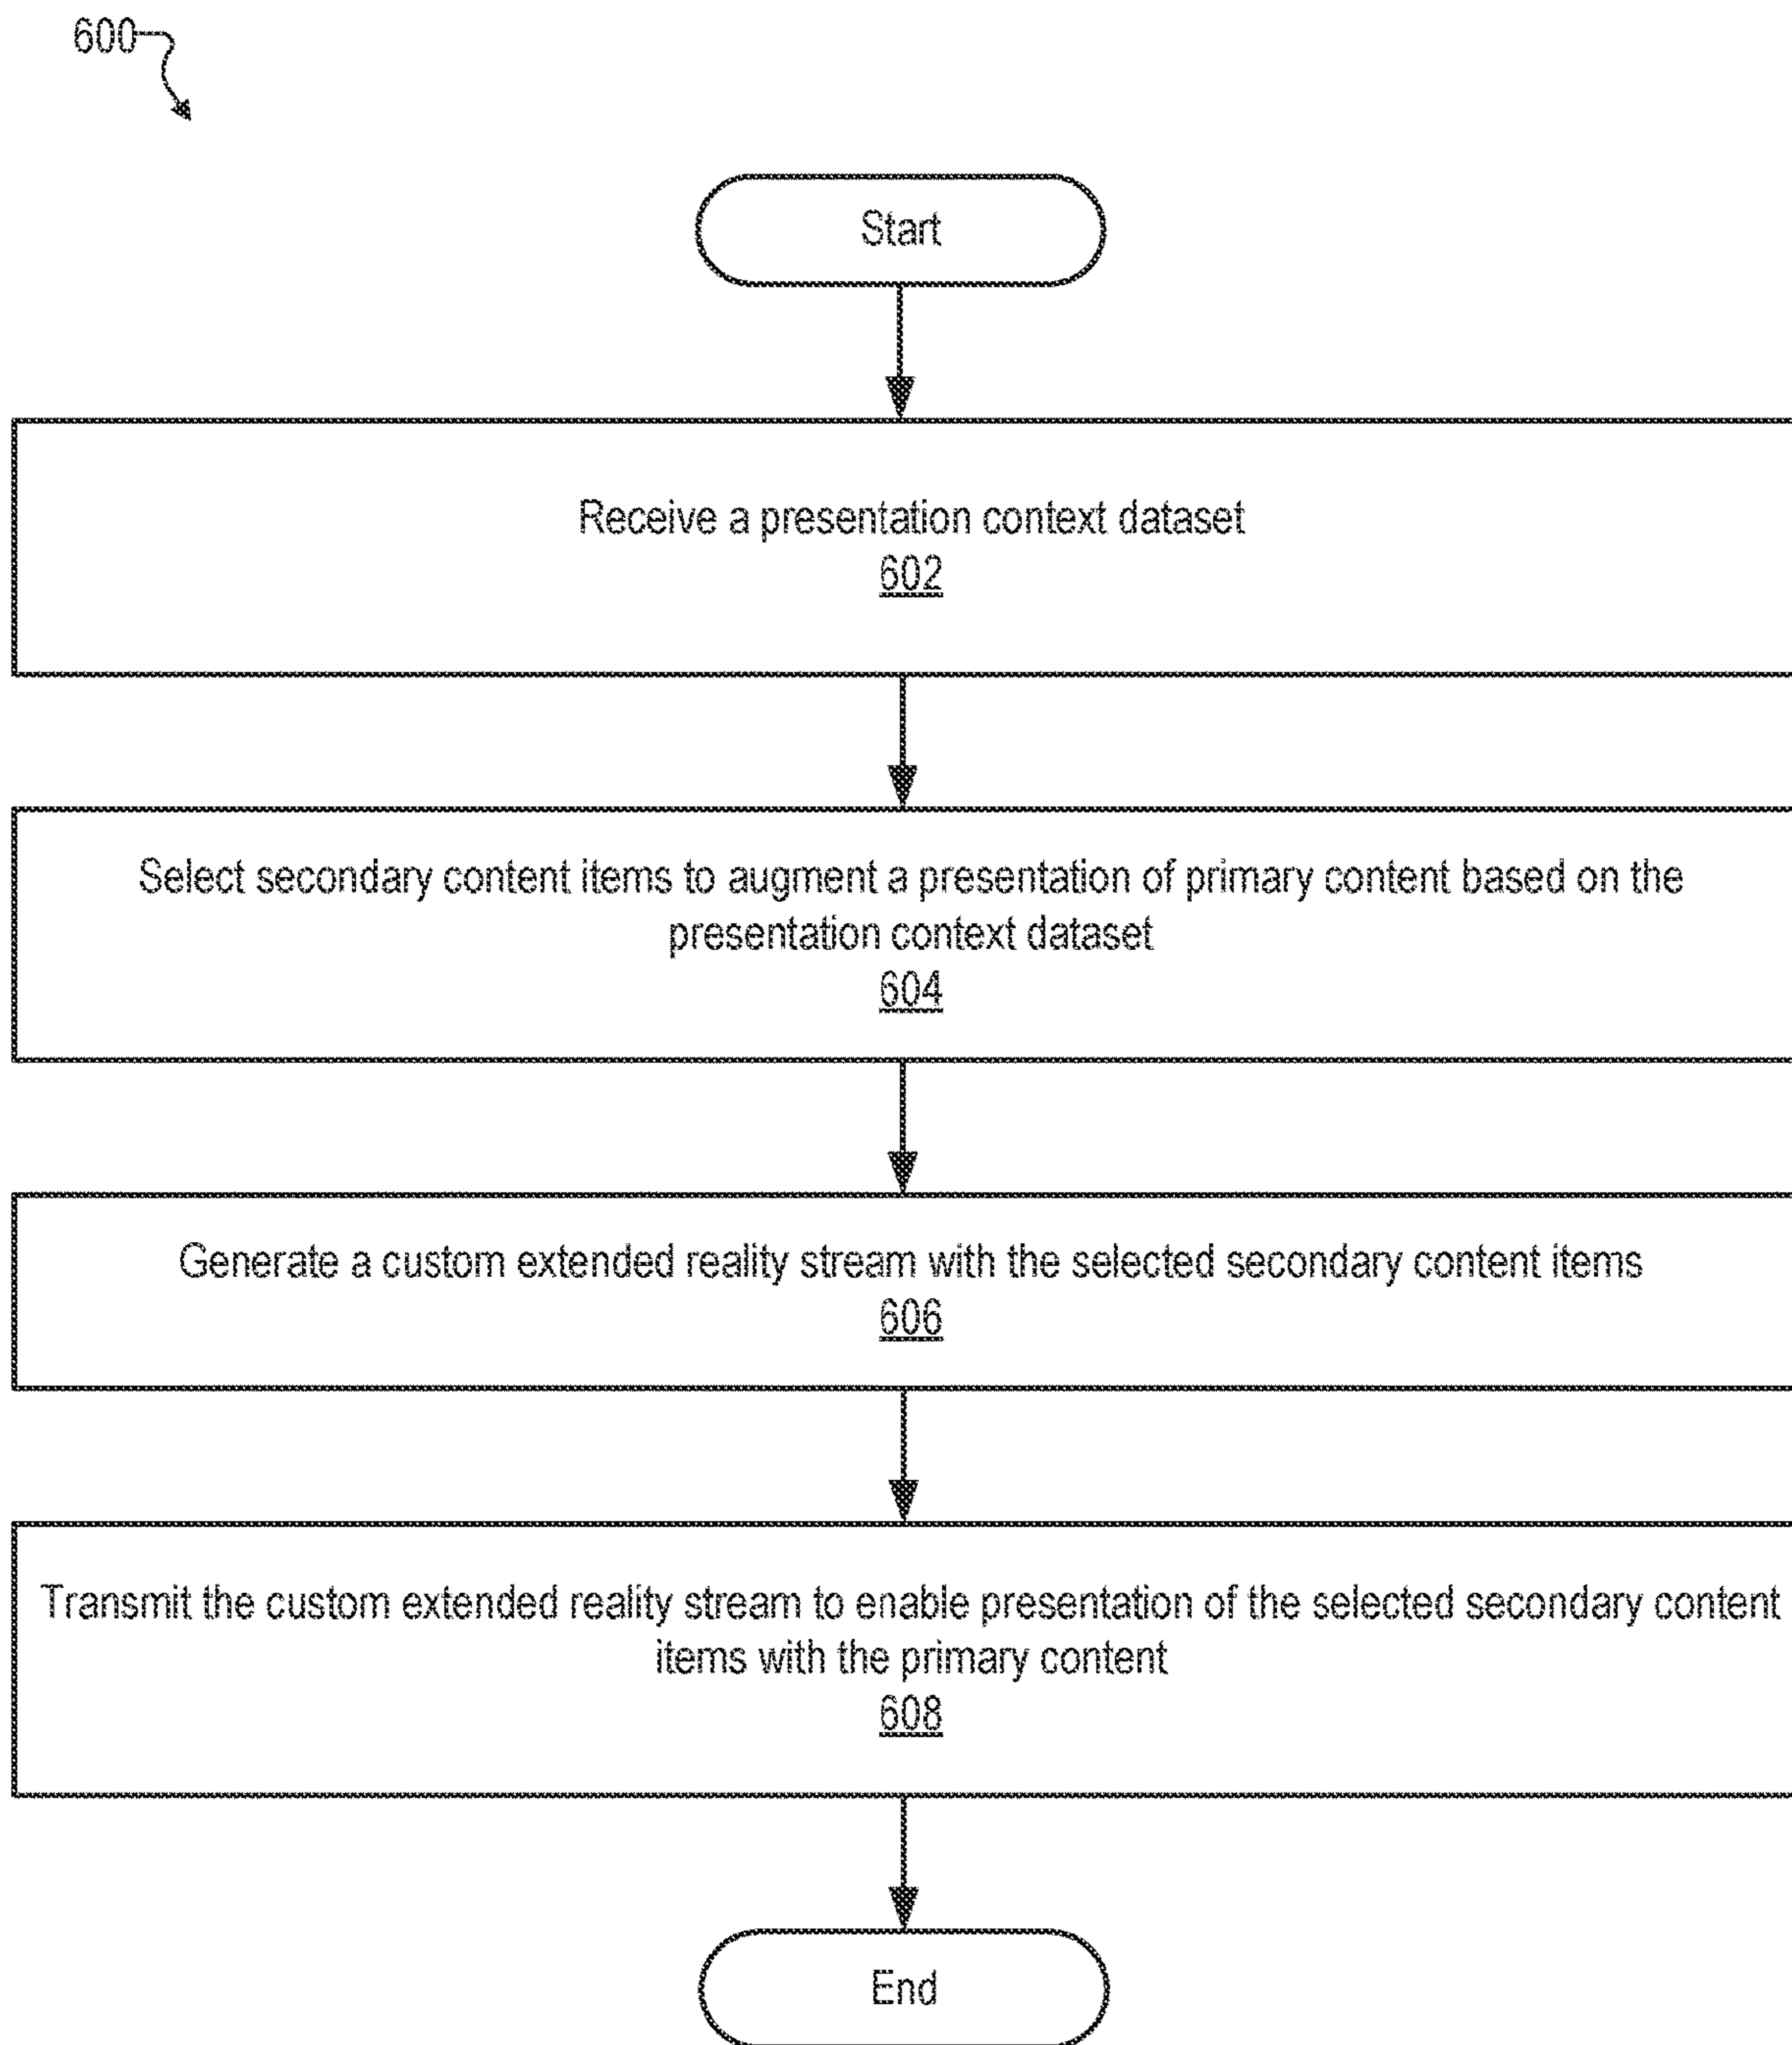 600
Start
Receive a presentation context dataset
602
Select secondary content items to augment a presentation of primary content based on the
presentation context dataset
604
Generate a custom extended reality stream with the selected secondary content items
606
Transmit the custom extended reality stream to enable presentation of the selected secondary content
items with the primary content
608
End